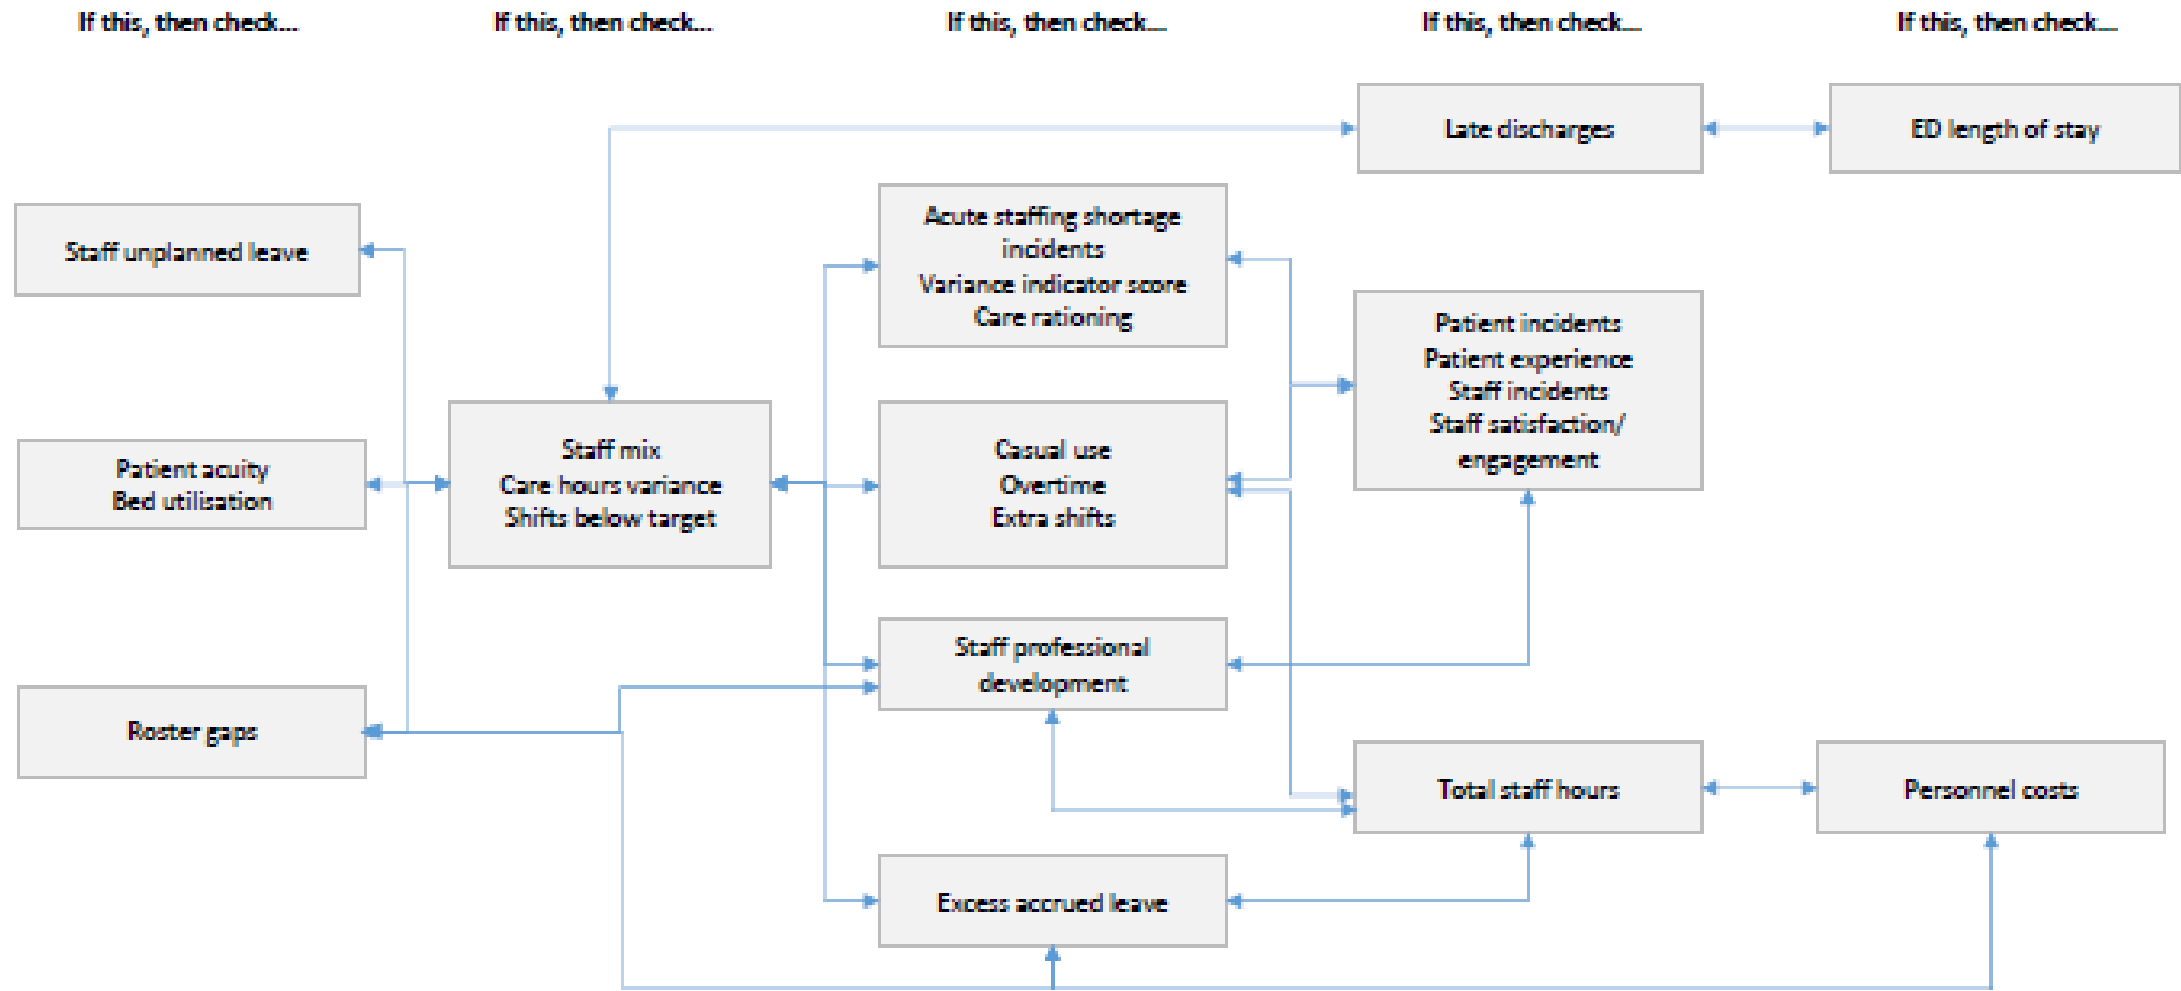 If this, then check...
If this, then check...
If this, then check...
If this, then check...
If this, then check...
Late discharges
ED length of stay
Staff unplanned leave
Acute staffing shortage
incidents
Variance indicator score
Care rationing
Patient incidents
Patient experience
Staff incidents
Staff satisfaction/
engagement
Patient acuity
Bed utilisation
Staff mix
Care hours variance
Shifts below target
Casual use
Overtime
Extra shifts
Staff professional
development
Roster gaps
Total staff hours
Personnel costs
Excess accrued leave